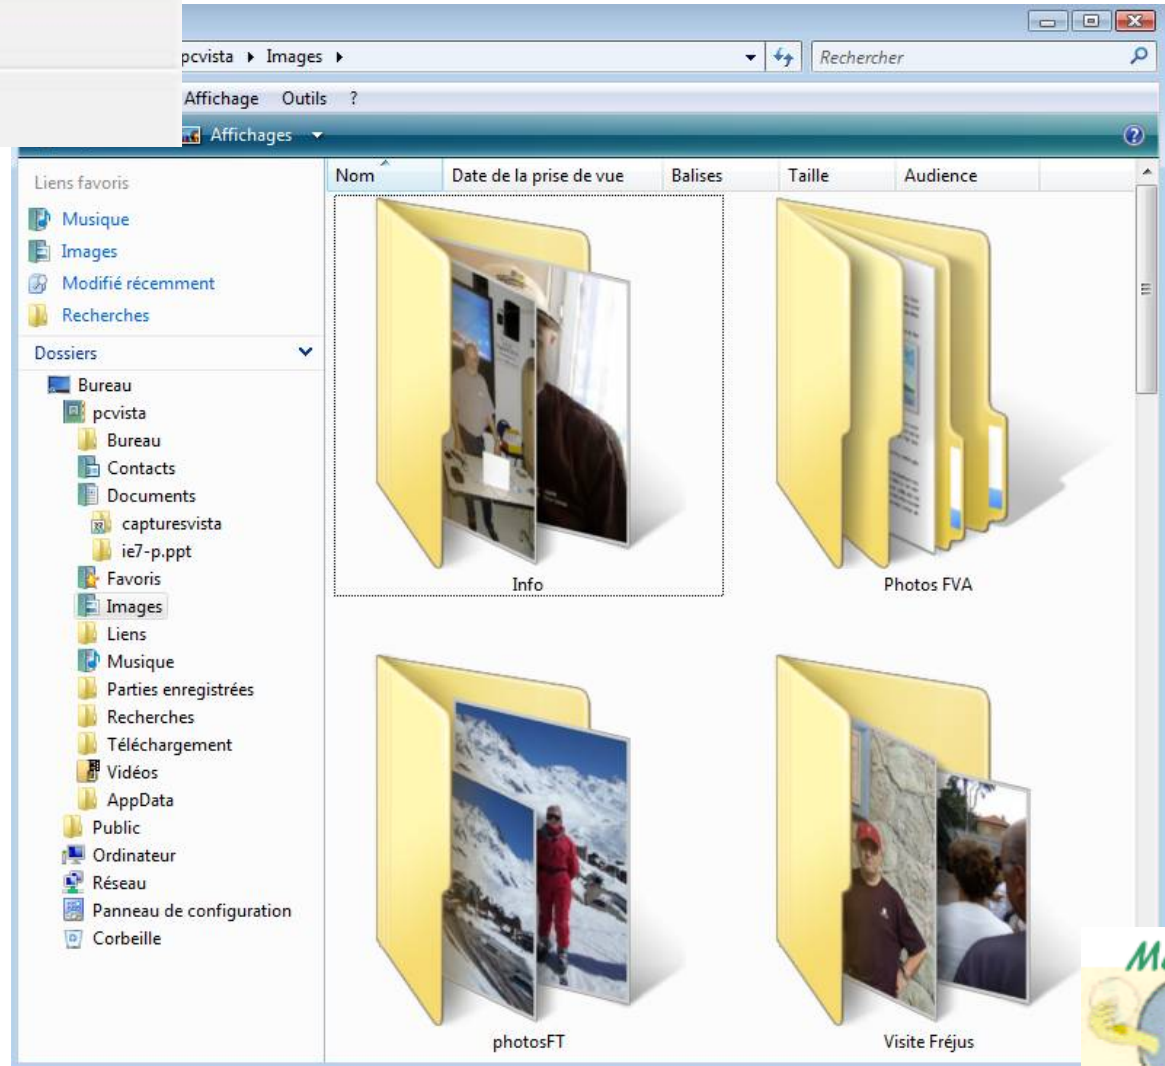 pcvista ▸ Images ▸
Rechercher
Affichage Outils ?
Affichages
Liens favoris
Musique
Images
Modifié récemment
Recherches
Dossiers
Bureau
pcvista
Bureau
Contacts
Documents
capturesvista
ie7-p.ppt
Favoris
Images
Liens
Musique
Parties enregistrées
Recherches
Téléchargement
Vidéos
AppData
Public
Ordinateur
Réseau
Panneau de configuration
Corbeille
Nom Date de la prise de vue Balises Taille Audience
Info
Photos FVA
photosFT
Visite Fréjus